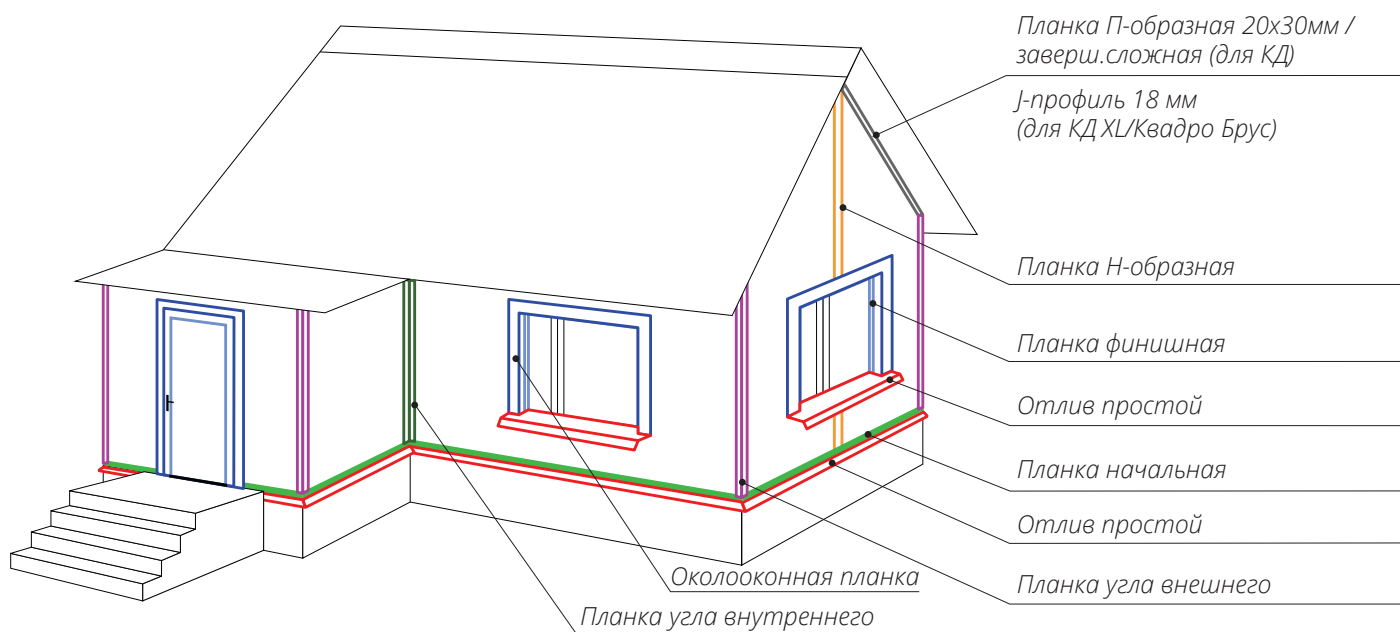 Планка П-образная 20х30мм /
заверш.сложная (для КД)
J-профиль 18 мм
(для КД XL/Квадро Брус)
Планка Н-образная
Планка финишная
Отлив простой
Планка начальная
Отлив простой
Планка угла внешнего
Околооконная планка
Планка угла внутреннего